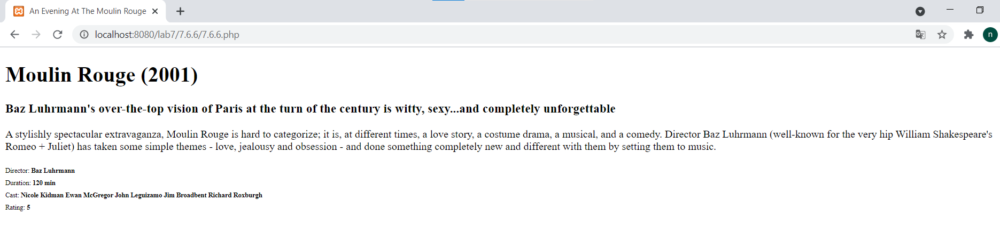 An Evening At The Moulin Rouge
localhost:8080/lab7/7.6.6/7.6.6.php
n
Moulin Rouge (2001)
Baz Luhrmann's over-the-top vision of Paris at the turn of the century is witty, sexy...and completely unforgettable
A stylishly spectacular extravaganza, Moulin Rouge is hard to categorize; it is, at different times, a love story, a costume drama, a musical, and a comedy. Director Baz Luhrmann (well-known for the very hip William Shakespeare's
Romeo + Juliet) has taken some simple themes - love, jealousy and obsession - and done something completely new and different with them by setting them to music.
Director: Baz Luhrmann
Duration: 120 min
Cast: Nicole Kidman Ewan McGregor John Leguizamo Jim Broadbent Richard Roxburgh
Rating: 5